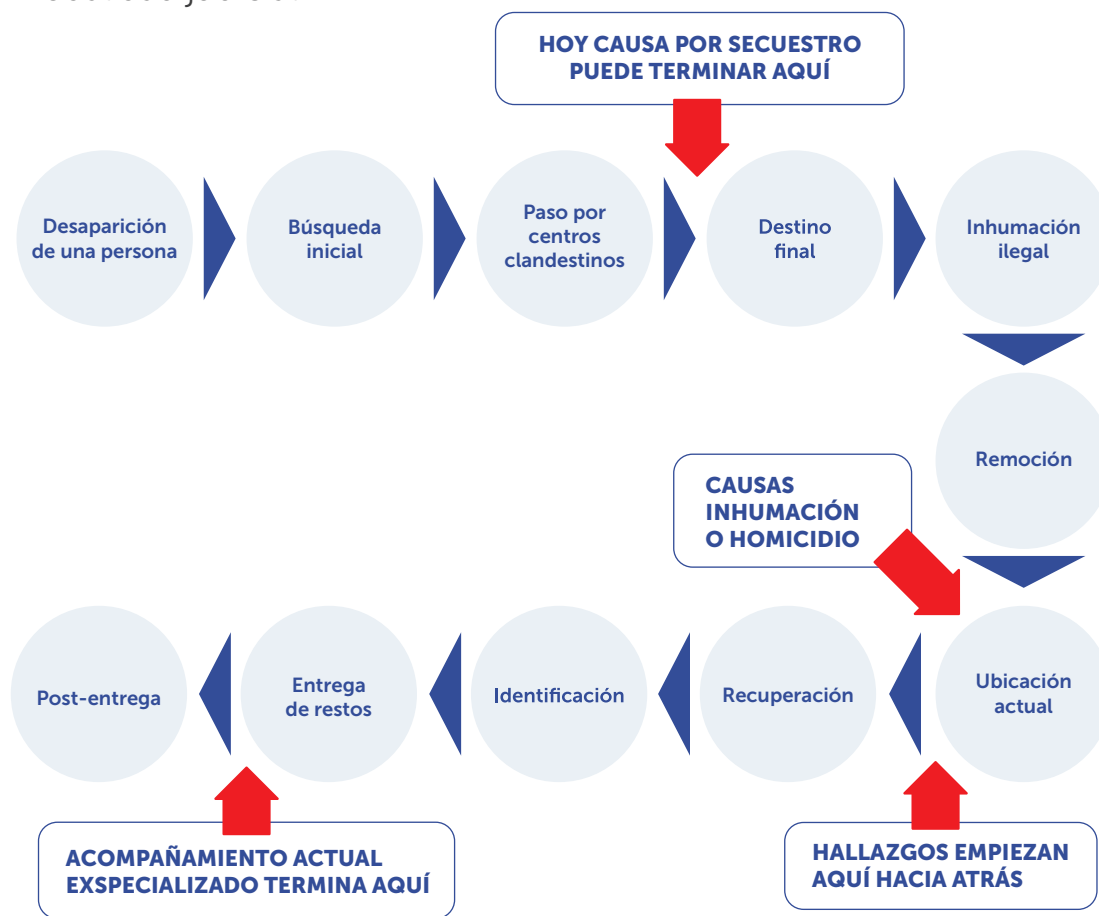 HOY CAUSA POR SECUESTRO
PUEDE TERMINAR AQUÍ
Desaparición
de una persona
Búsqueda
inicial
Paso por
centros
clandestinos
Destino
final
Inhumación
ilegal
Remoción
CAUSAS
INHUMACIÓN
O HOMICIDIO
Post-entrega
Entrega
de restos
Identificación
Recuperación
Ubicación
actual
ACOMPAÑAMIENTO ACTUAL
EXSPECIALIZADO TERMINA AQUÍ
HALLAZGOS EMPIEZAN
AQUÍ HACIA ATRÁS